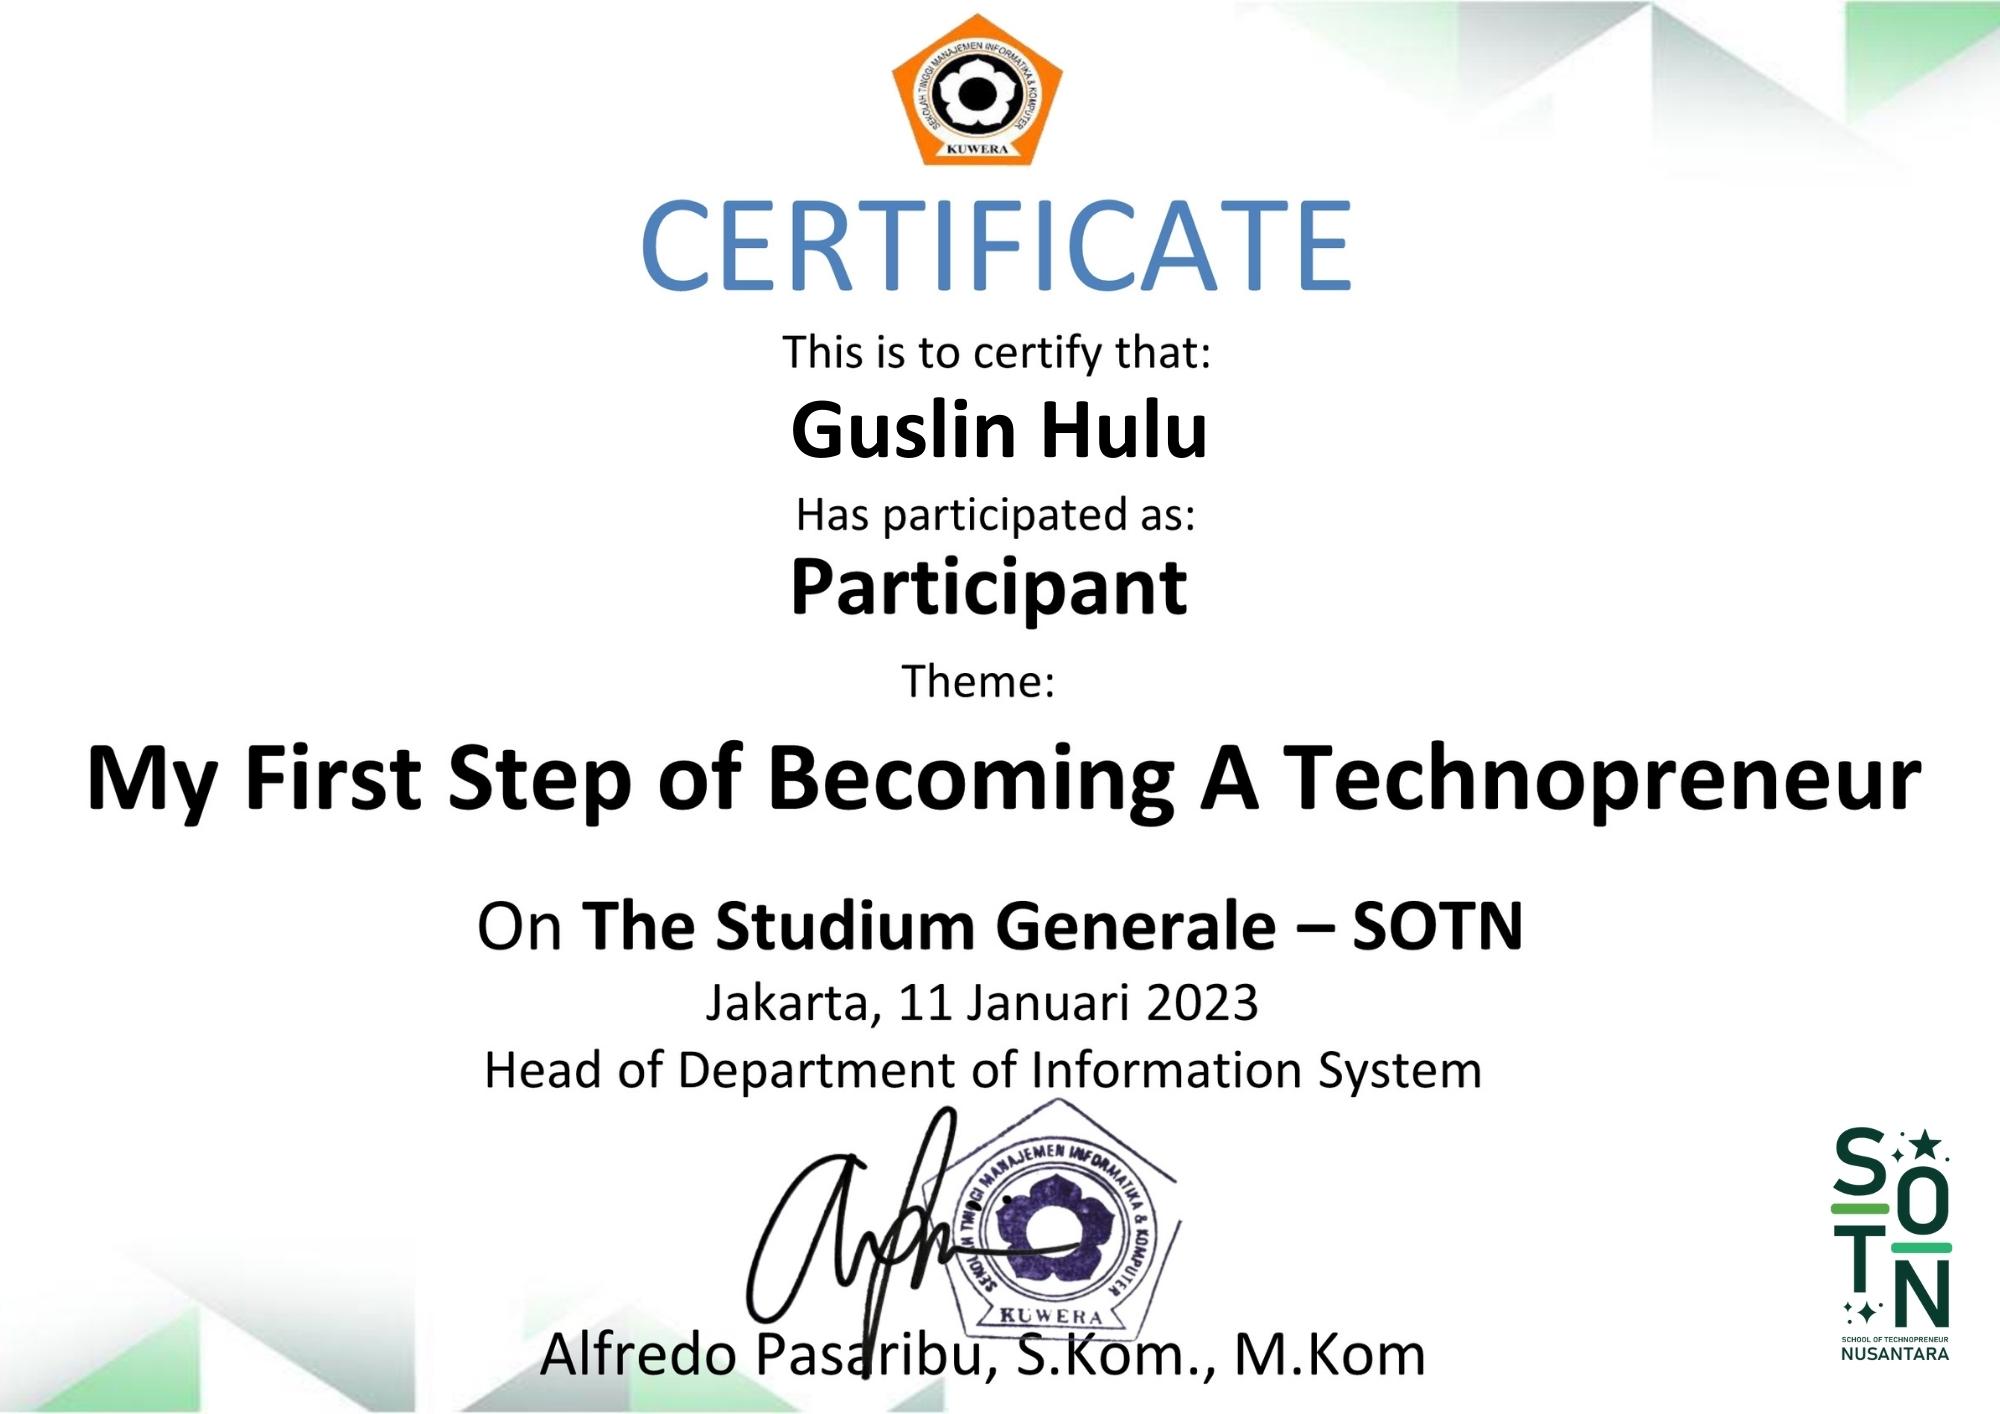 SEKOLAH TINGGI MANAJEMEN INFORMATIKA & KOMPUTER
KUWERA
CERTIFICATE
This is to certify that:
Guslin Hulu
Has participated as:
Participant
Theme:
My First Step of Becoming A Technopreneur
On The Studium Generale – SOTN
Jakarta, 11 Januari 2023
Head of Department of Information System
SEKOLAH TINGGI MANAJEMEN INFORMATIKA & KOMPUTER
KUWERA
Alfredo Pasaribu, S.Kom., M.Kom
SOTN
SCHOOL OF TECHNOPRENEUR
NUSANTARA